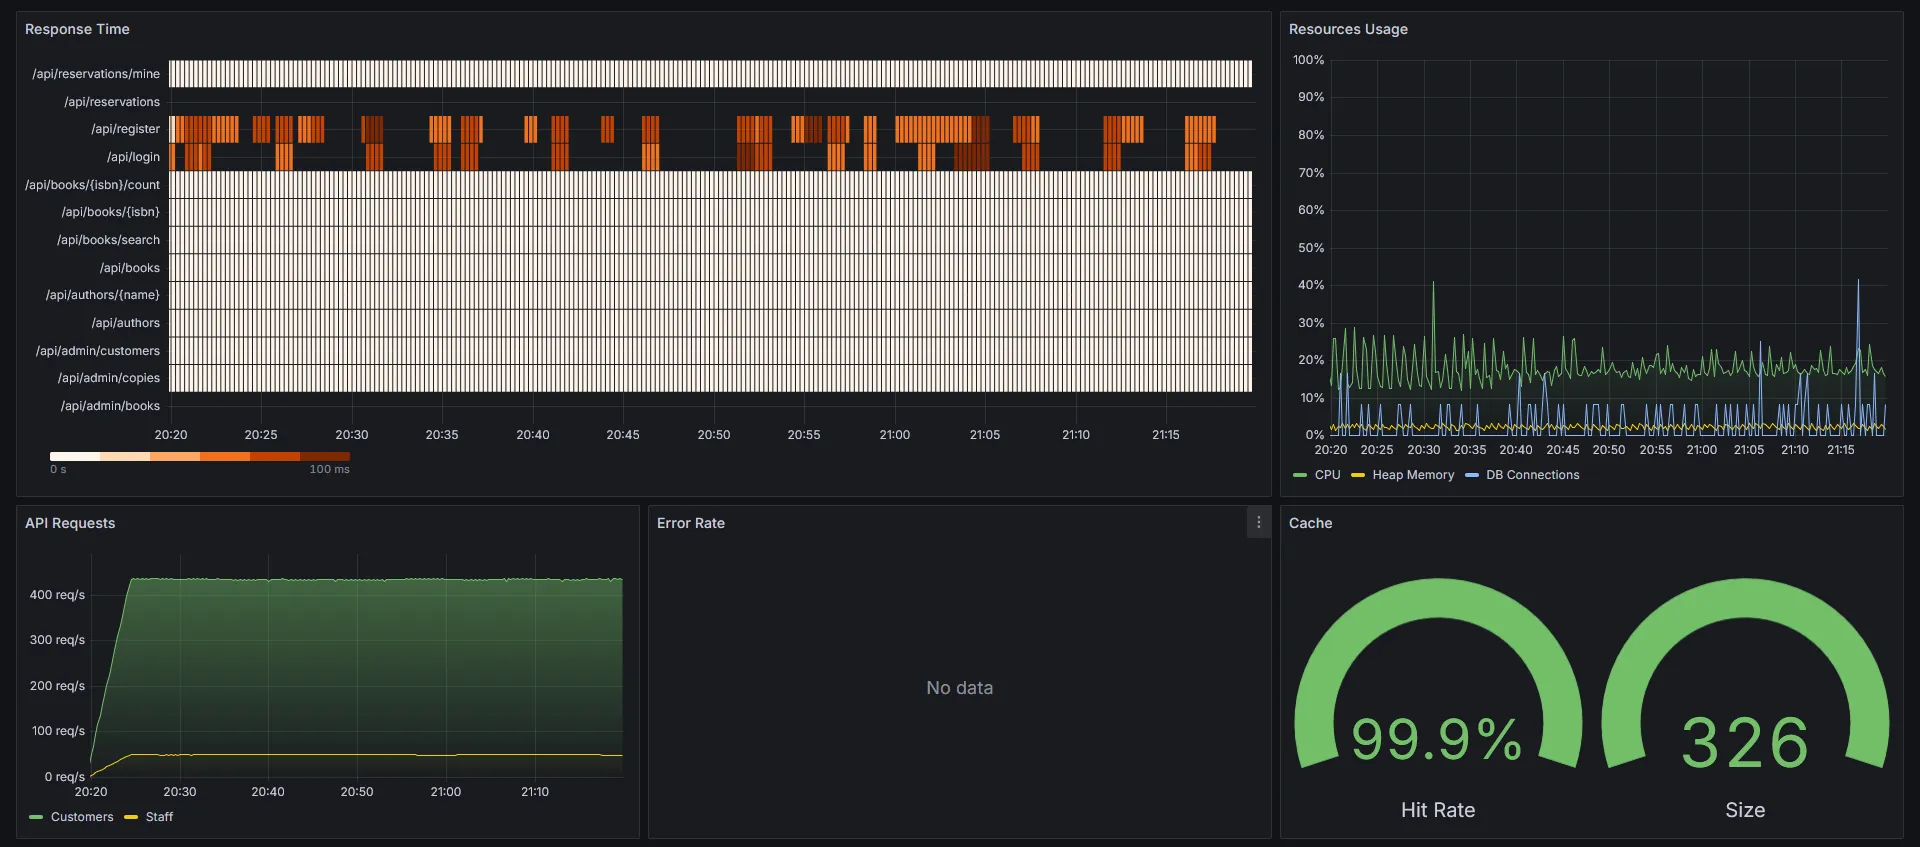 Response Time
/api/reservations/mine
/api/reservations
/api/register
/api/login
/api/books/{isbn}/count
/api/books/{isbn}
/api/books/search
/api/books
/api/authors/{name}
/api/authors
/api/admin/customers
/api/admin/copies
/api/admin/books
20:20 20:25 20:30 20:35 20:40 20:45 20:50 20:55 21:00 21:05 21:10 21:15
0 s 100 ms
Resources Usage
100%
90%
80%
70%
60%
50%
40%
30%
20%
10%
0%
20:20 20:25 20:30 20:35 20:40 20:45 20:50 20:55 21:00 21:05 21:10 21:15
CPU Heap Memory DB Connections
API Requests
400 req/s
300 req/s
200 req/s
100 req/s
0 req/s
20:20 20:30 20:40 20:50 21:00 21:10
Customers Staff
Error Rate
No data
Cache
99.9% 326
Hit Rate Size